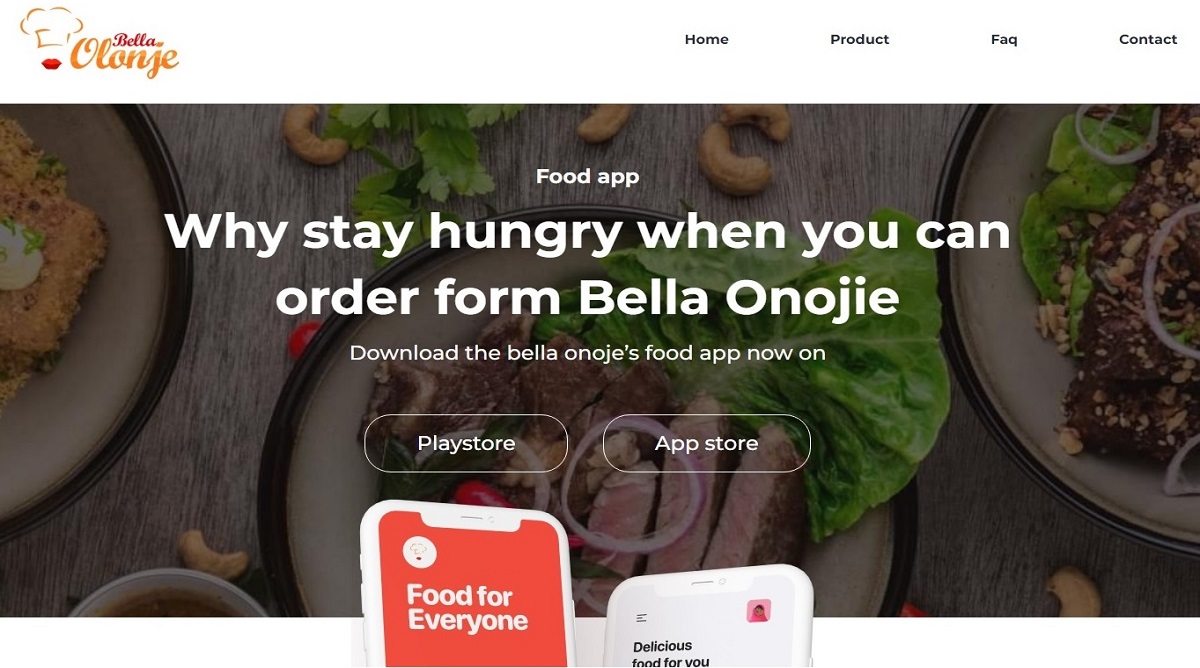 Bella
Olonje
Home
Product
Faq
Contact
Food app
Why stay hungry when you can
order form Bella Onojie
Download the bella onoje’s food app now on
Playstore
App store
Food for
Everyone
Delicious
food for you